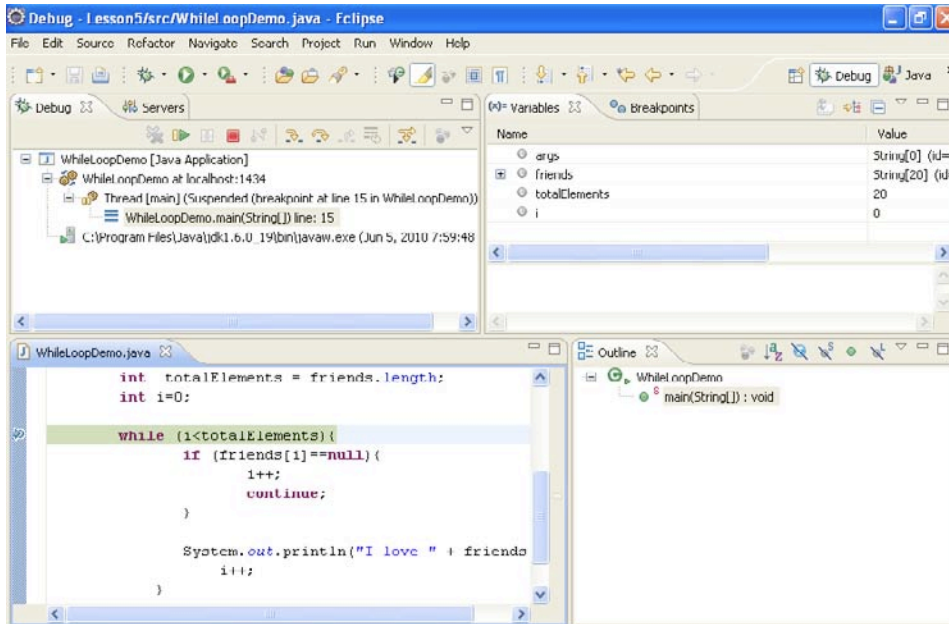 Debug - Lesson5/src/WhileLoopDemo.java - Eclipse
File Edit Source Refactor Navigate Search Project Run Window Help
Debug Java
Debug Servers
WhileLoopDemo [Java Application]
WhileLoopDemo at localhost:1434
Thread [main] (Suspended (breakpoint at line 15 in WhileLoopDemo))
WhileLoopDemo.main(String[]) line: 15
C:\Program Files\Java\jdk1.6.0_19\bin\javaw.exe (Jun 5, 2010 7:59:48
(x)= Variables Breakpoints
Name Value
args String[0] (id=
friends String[20] (id
totalElements 20
i 0
WhileLoopDemo.java
int totalElements = friends.length;
int i=0;
while (i<totalElements){
if (friends[i]==null){
i++;
continue;
}
System.out.println("I love " + friends
i++;
}
Outline
WhileLoopDemo
main(String[]) : void